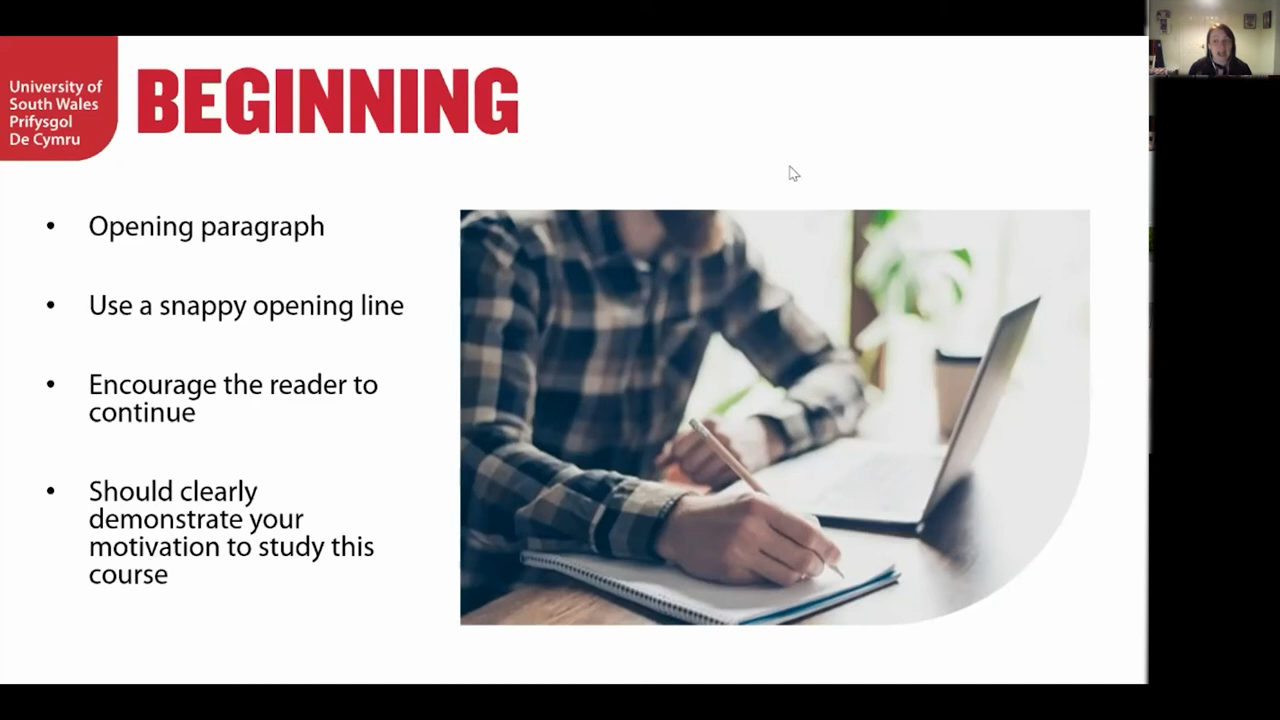 University of
South Wales
Prifysgol
De Cymru
BEGINNING
• Opening paragraph
• Use a snappy opening line
• Encourage the reader to
continue
• Should clearly
demonstrate your
motivation to study this
course